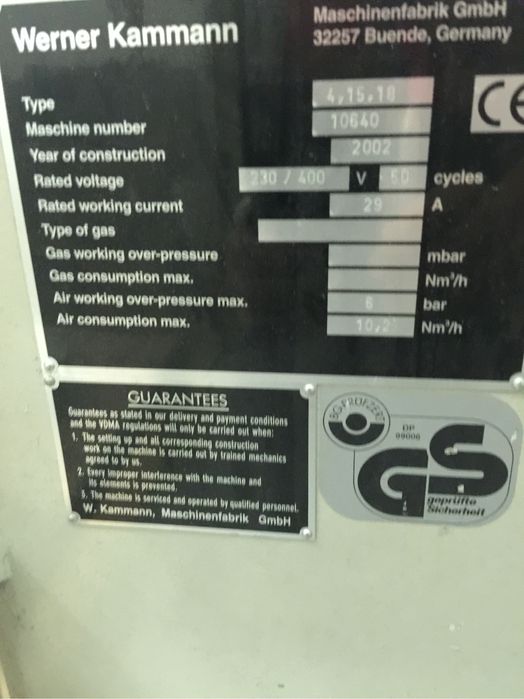 Werner Kammann
Maschinenfabrik GmbH
32257 Buende, Germany
Type 4,15.18
Maschine number 10640
Year of construction 2002
Rated voltage 230 / 400 V 50 cycles
Rated working current 29 A
Type of gas
Gas working over-pressure mbar
Gas consumption max. Nm³/h
Air working over-pressure max. 6 bar
Air consumption max. 10,2 Nm³/h
CE
GUARANTEES
Guarantees as stated in our delivery and payment conditions
and the VDMA regulations will only be carried out when:
1. The setting up and all corresponding construction
work on the machine is carried out by trained mechanics
agreed to by us.
2. Every improper interference with the machine and
its elements is prevented.
3. The machine is serviced and operated by qualified personnel.
W. Kammann, Maschinenfabrik GmbH
BG-PRÜFZERT
DP
99006
GS
geprüfte
Sicherheit